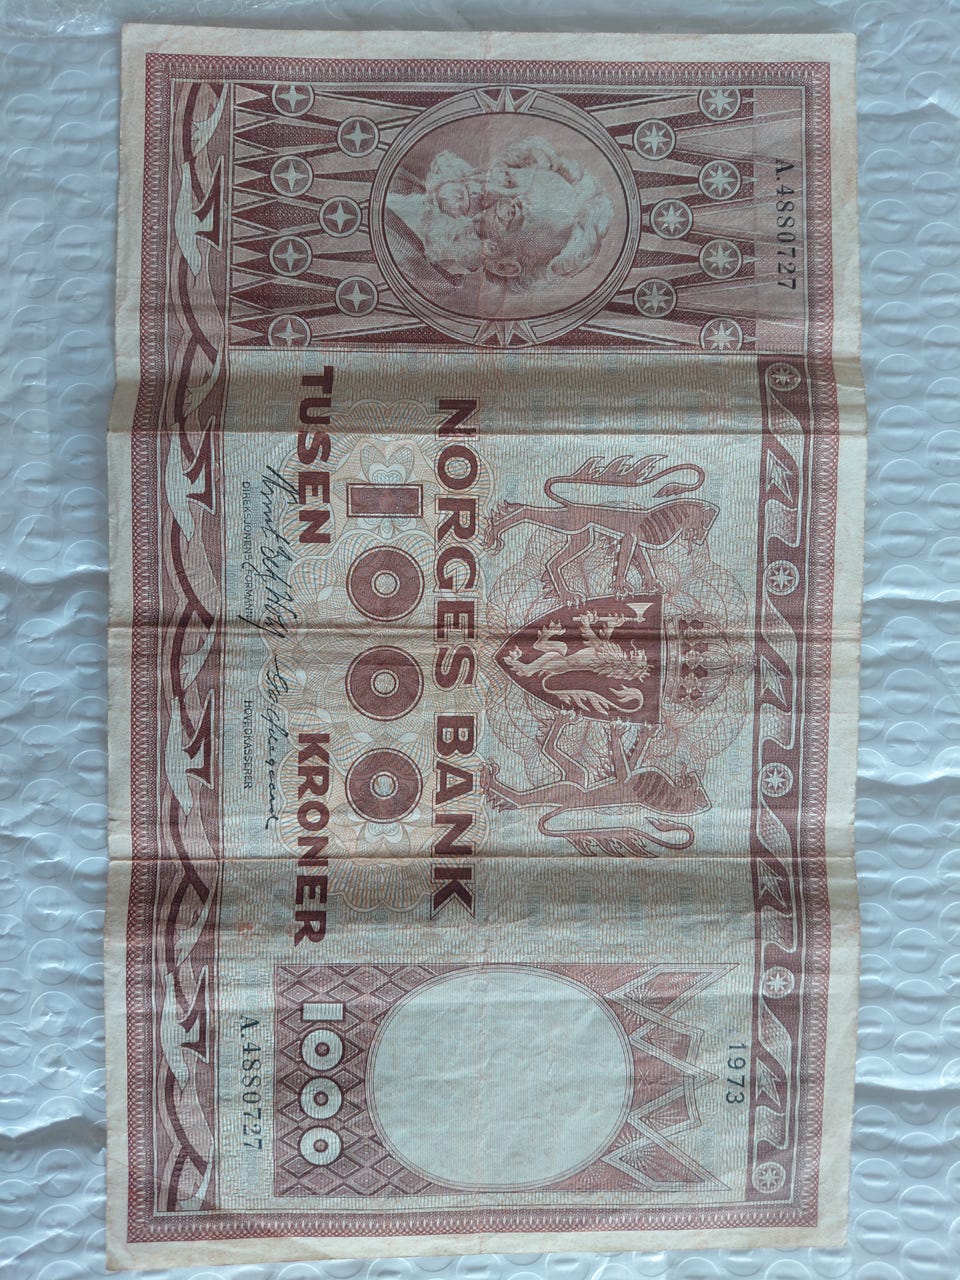 A.4880727
1973
NORGES BANK
1000
TUSEN KRONER
DIREKSJONENS FORMANN
HOVEDKASSERER
1000
A.4880727